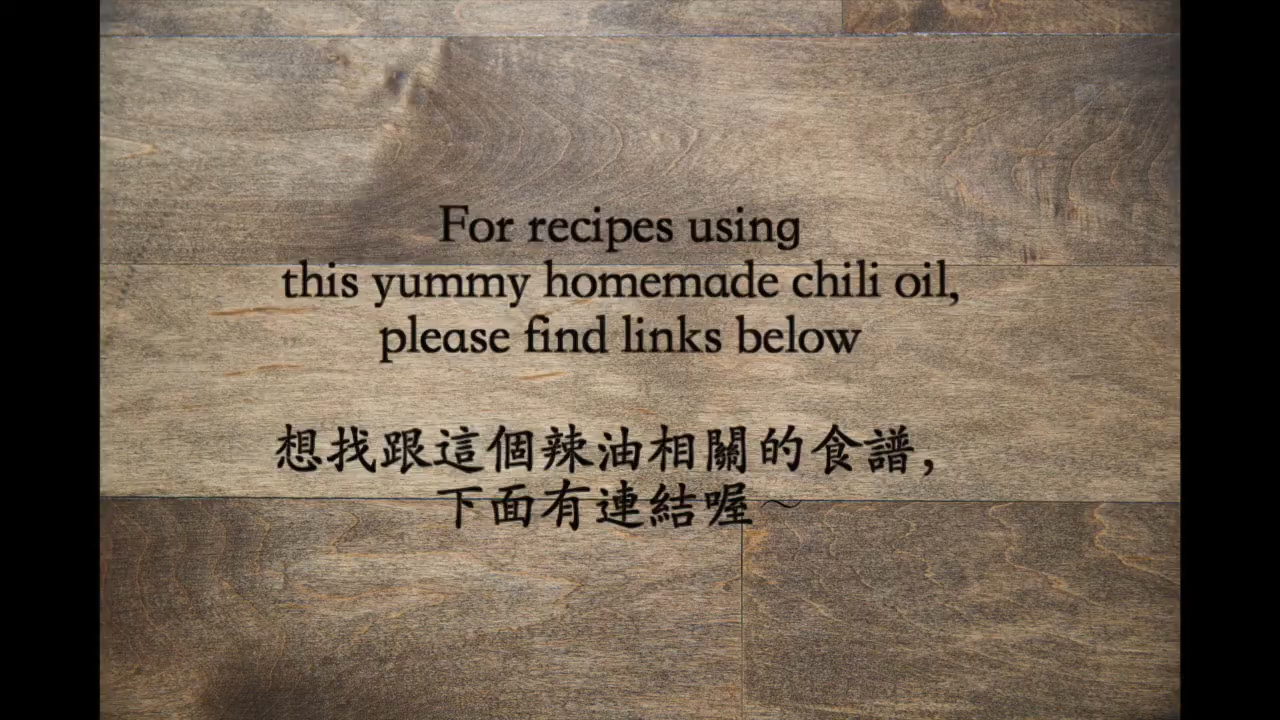 For recipes using
this yummy homemade chili oil,
please find links below
想找跟這個辣油相關的食譜，
下面有連結喔～